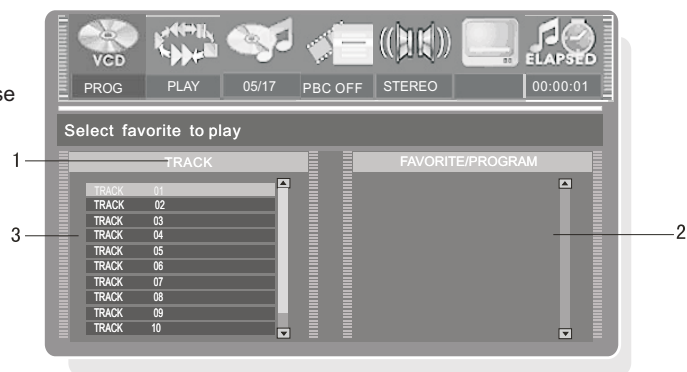 VCD
ELAPSED
PROG PLAY 05/17 PBC OFF STEREO 00:00:01
se
Select favorite to play
1 TRACK FAVORITE/PROGRAM
TRACK 01
TRACK 02
TRACK 03
3 TRACK 04 2
TRACK 05
TRACK 06
TRACK 07
TRACK 08
TRACK 09
TRACK 10